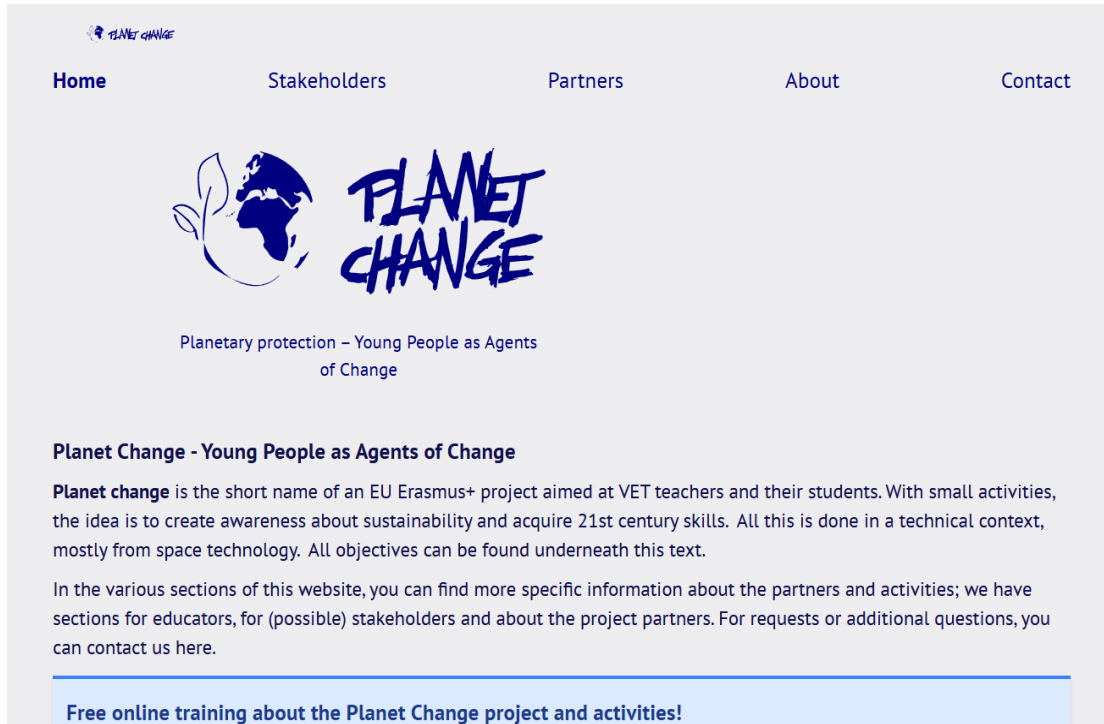 PLANET CHANGE
Home Stakeholders Partners About Contact
PLANET
CHANGE
Planetary protection – Young People as Agents
of Change
Planet Change - Young People as Agents of Change
Planet change is the short name of an EU Erasmus+ project aimed at VET teachers and their students. With small activities,
the idea is to create awareness about sustainability and acquire 21st century skills.  All this is done in a technical context,
mostly from space technology.  All objectives can be found underneath this text.
In the various sections of this website, you can find more specific information about the partners and activities; we have
sections for educators, for (possible) stakeholders and about the project partners. For requests or additional questions, you
can contact us here.
Free online training about the Planet Change project and activities!